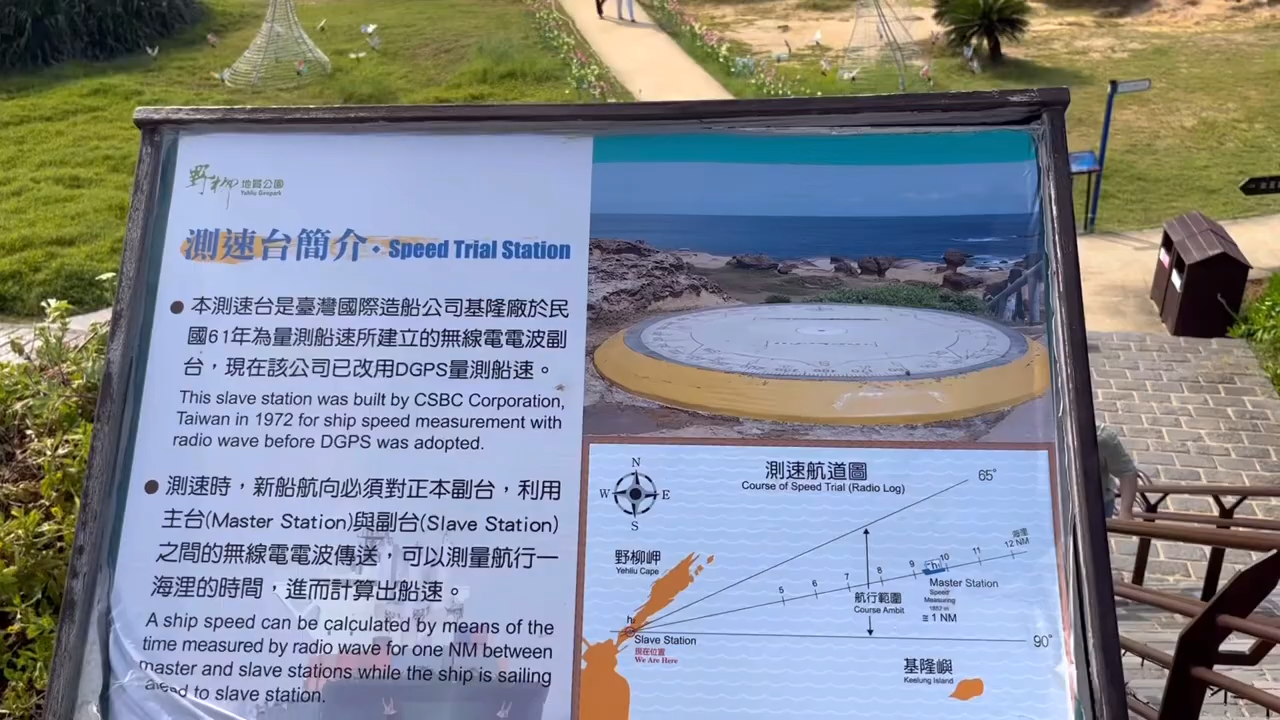 野柳 地質公園
Yehliu Geopark
測速台簡介・Speed Trial Station
本測速台是臺灣國際造船公司基隆廠於民
國61年為量測船速所建立的無線電電波副
台，現在該公司已改用DGPS量測船速。
This slave station was built by CSBC Corporation,
Taiwan in 1972 for ship speed measurement with
radio wave before DGPS was adopted.
測速時，新船航向必須對正本副台，利用
主台(Master Station)與副台(Slave Station)
之間的無線電電波傳送，可以測量航行一
海浬的時間，進而計算出船速。
A ship speed can be calculated by means of the
time measured by radio wave for one NM between
master and slave stations while the ship is sailing
to slave station.
測速航道圖
Course of Speed Trial (Radio Log)
N
W E
S
65°
野柳岬
Yehliu Cape
海浬
12 NM
5 6 7 8 9 10 11
Master Station
Speed
Measuring
1852 m
≅ 1 NM
航行範圍
Course Ambit
Slave Station
現在位置
We Are Here
90°
基隆嶼
Keelung Island